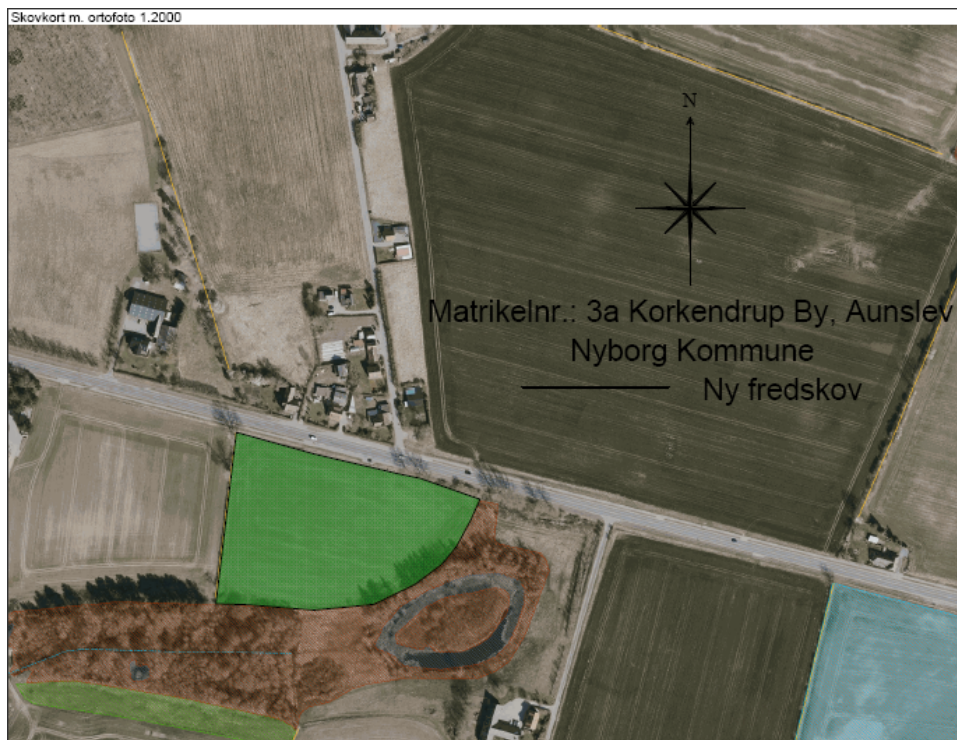 Skovkort m. ortofoto 1.2000
N
Matrikelnr.: 3a Korkendrup By, Aunslev
Nyborg Kommune
Ny fredskov